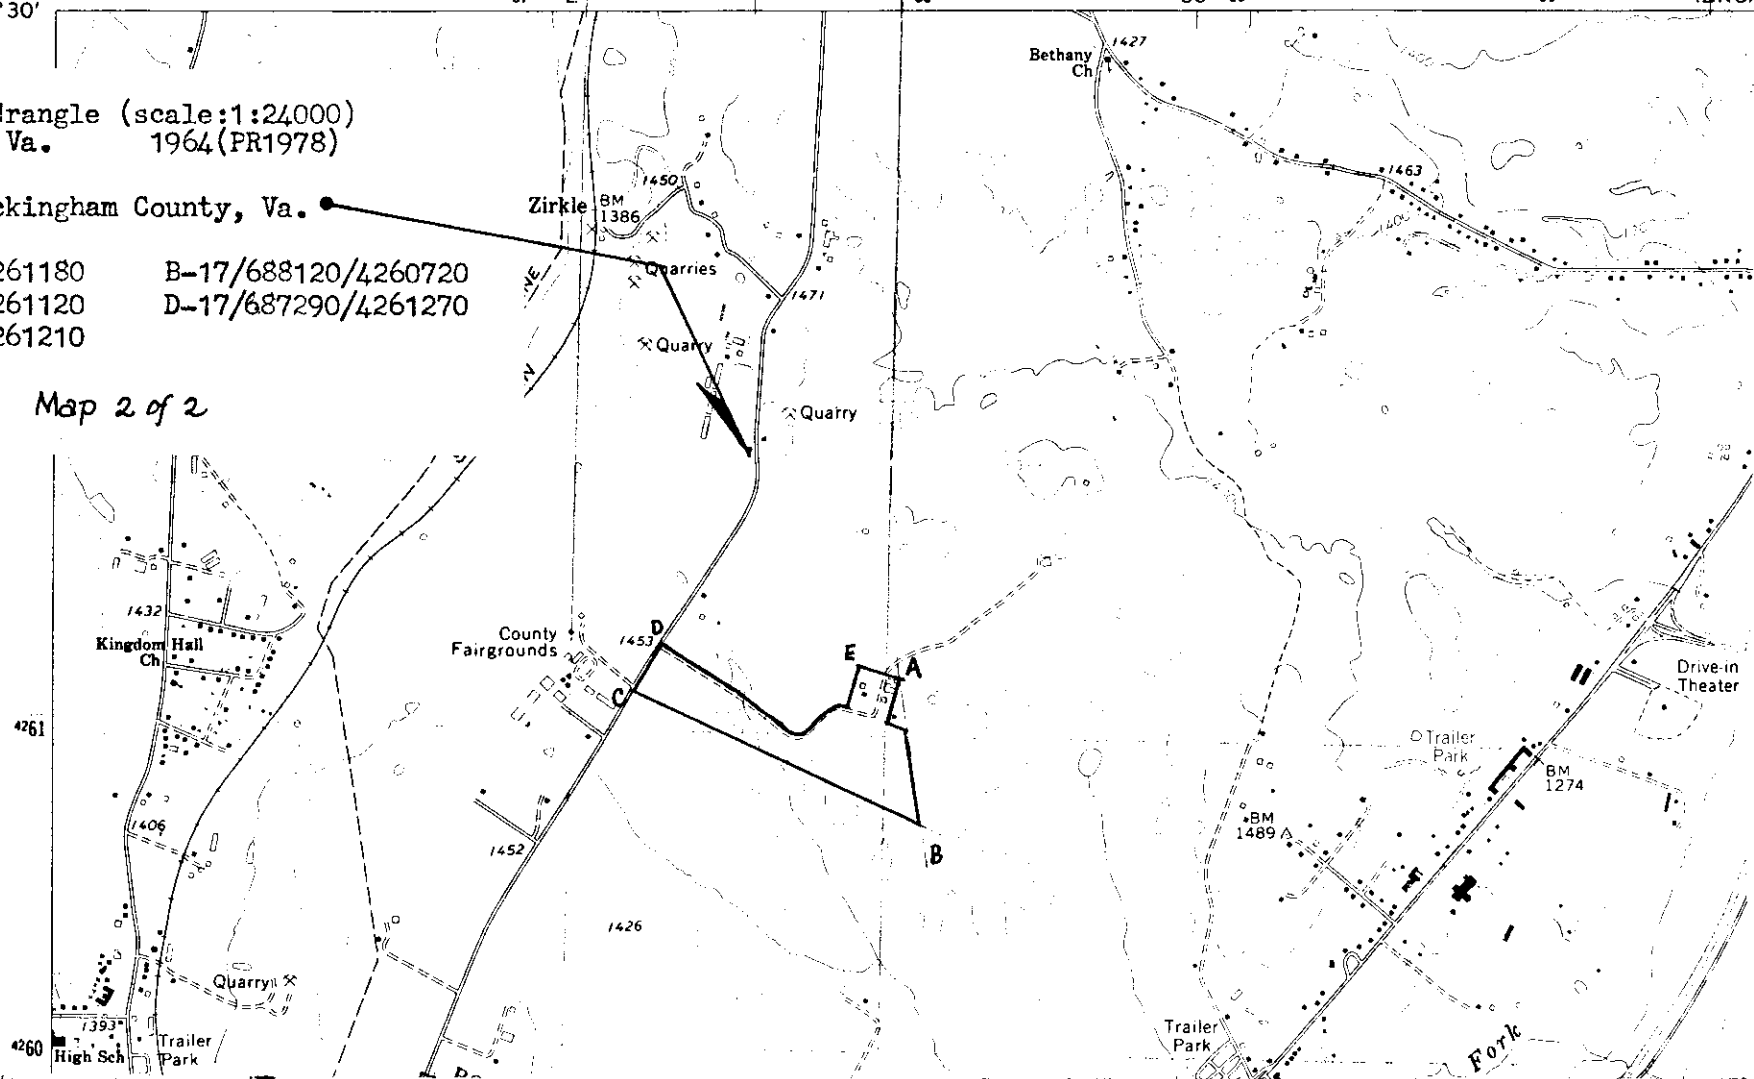 °30'
drangle (scale:1:24000)
Va. 1964(PR1978)
ckingham County, Va.
261180 B-17/688120/4260720
261120 D-17/687290/4261270
261210
Map 2 of 2
Bethany
Ch
1427
1463
1400
1400
1450
Zirkle
BM
1386
Quarries
1471
Quarry
Quarry
1432
Kingdom Hall
Ch
County
Fairgrounds
1453
D
C
E
A
B
Drive-in
Theater
4261
Trailer
Park
BM
1274
1406
1452
BM
1489
1426
Quarry
1393
Trailer
Park
4260
High Sch
Trailer
Park
Fork